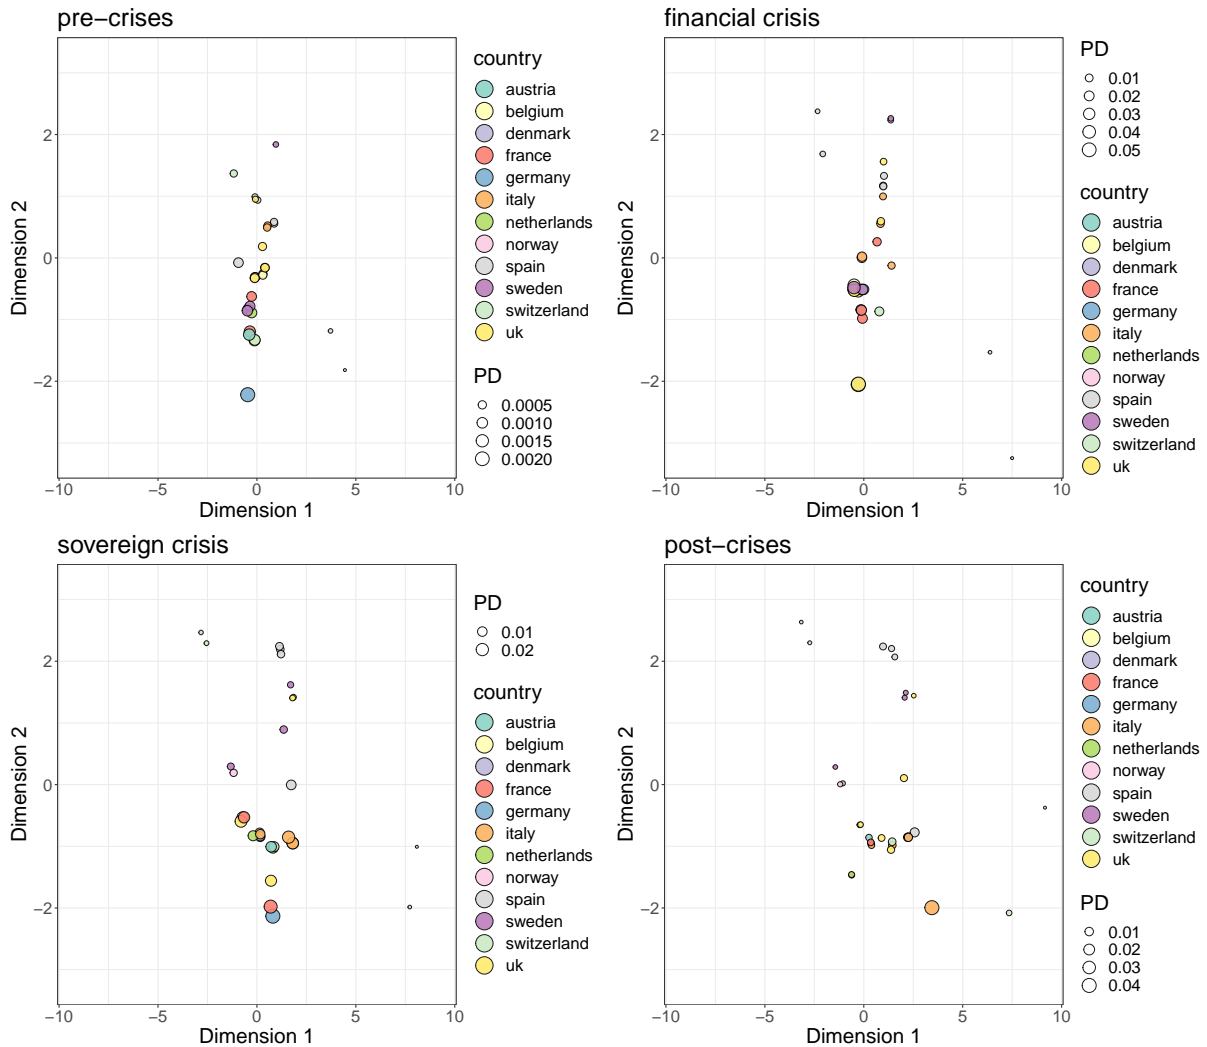 pre−crises
Dimension 2
2
0
−2
−10
−5
0
5
10
Dimension 1
country
austria
belgium
denmark
france
germany
italy
netherlands
norway
spain
sweden
switzerland
uk
PD
0.0005
0.0010
0.0015
0.0020
financial crisis
Dimension 2
2
0
−2
−10
−5
0
5
10
Dimension 1
PD
0.01
0.02
0.03
0.04
0.05
country
austria
belgium
denmark
france
germany
italy
netherlands
norway
spain
sweden
switzerland
uk
sovereign crisis
Dimension 2
2
0
−2
−10
−5
0
5
10
Dimension 1
PD
0.01
0.02
country
austria
belgium
denmark
france
germany
italy
netherlands
norway
spain
sweden
switzerland
uk
post−crises
Dimension 2
2
0
−2
−10
−5
0
5
10
Dimension 1
country
austria
belgium
denmark
france
germany
italy
netherlands
norway
spain
sweden
switzerland
uk
PD
0.01
0.02
0.03
0.04